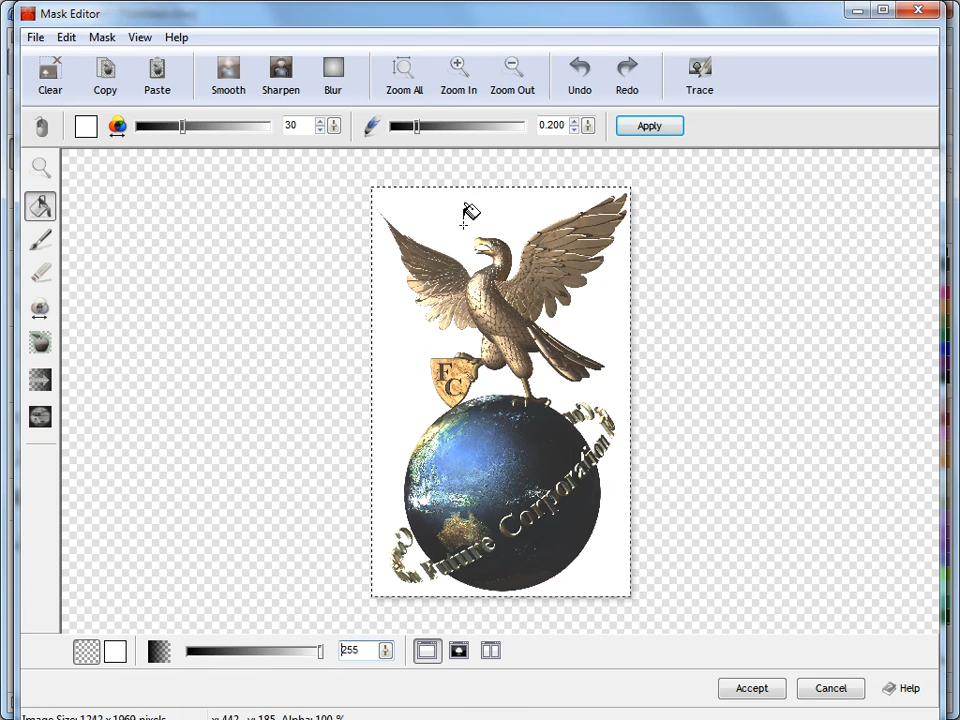 Mask Editor
File Edit Mask View Help
Clear Copy Paste Smooth Sharpen Blur Zoom All Zoom In Zoom Out Undo Redo Trace
30 0.200 Apply
F
C
Future Corporation
255
Accept Cancel Help
Image Size: 1242 x 1969 pixels x: 442 y: 185 Alpha: 100 %